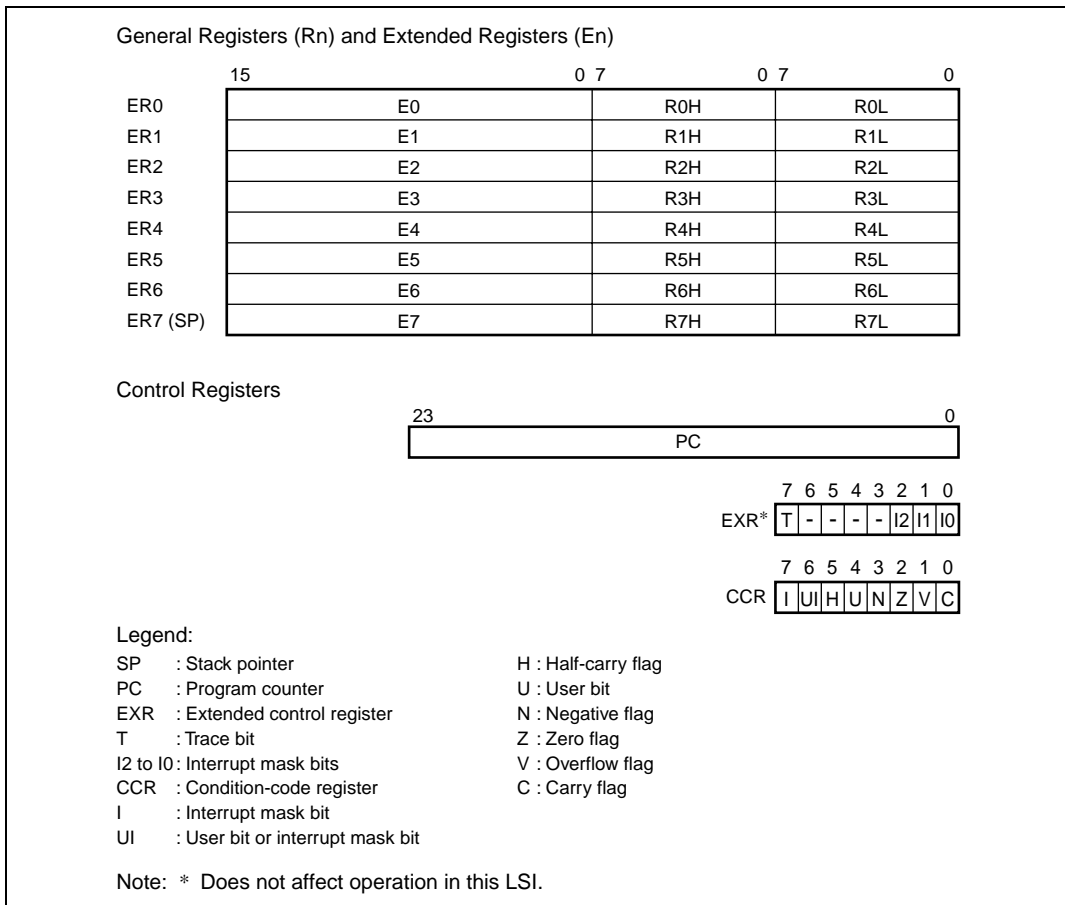 General Registers (Rn) and Extended Registers (En)
15 0 7 0 7 0
ER0 E0 R0H R0L
ER1 E1 R1H R1L
ER2 E2 R2H R2L
ER3 E3 R3H R3L
ER4 E4 R4H R4L
ER5 E5 R5H R5L
ER6 E6 R6H R6L
ER7 (SP) E7 R7H R7L
Control Registers
23 0
PC
7 6 5 4 3 2 1 0
EXR* T - - - - I2 I1 I0
7 6 5 4 3 2 1 0
CCR I UI H U N Z V C
Legend:
SP : Stack pointer
PC : Program counter
EXR : Extended control register
T : Trace bit
I2 to I0 : Interrupt mask bits
CCR : Condition-code register
I : Interrupt mask bit
UI : User bit or interrupt mask bit
H : Half-carry flag
U : User bit
N : Negative flag
Z : Zero flag
V : Overflow flag
C : Carry flag
Note: * Does not affect operation in this LSI.